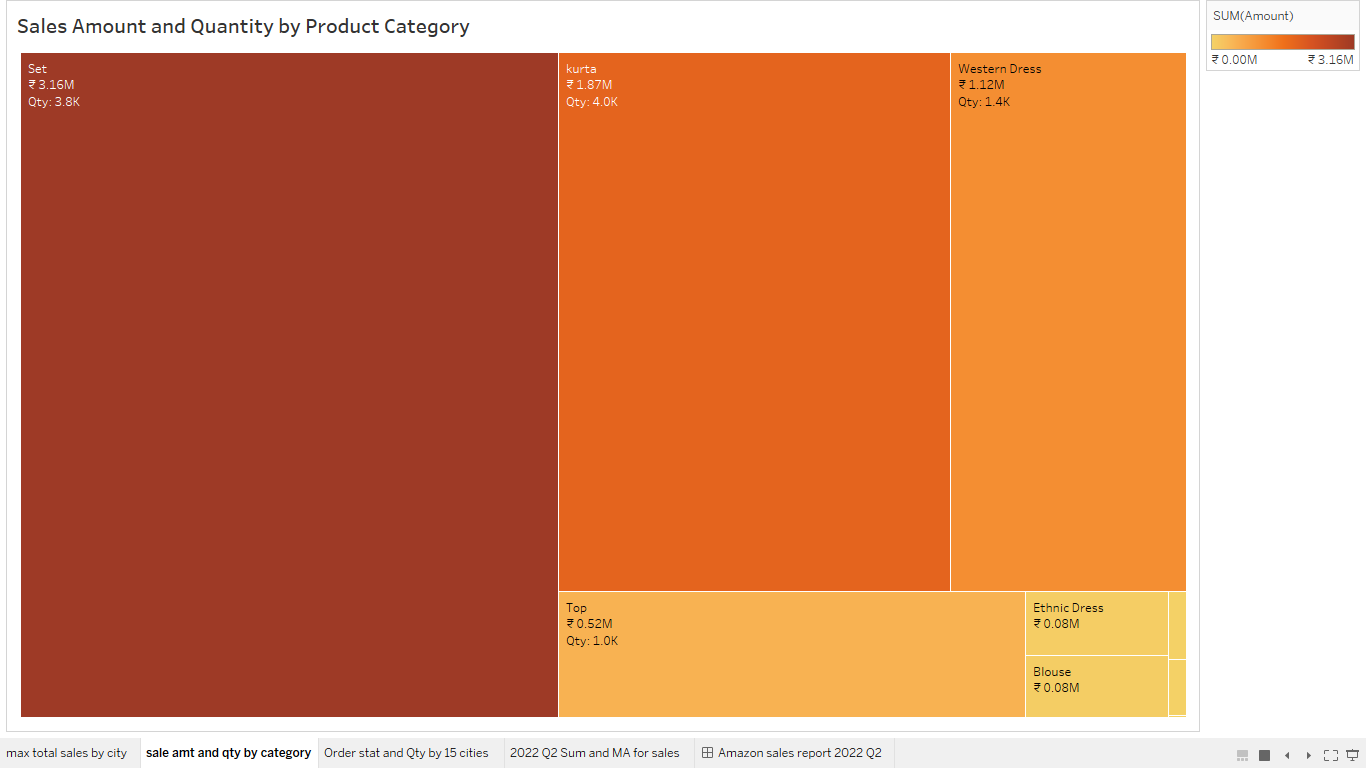 Sales Amount and Quantity by Product Category
Set
₹ 3.16M
Qty: 3.8K
kurta
₹ 1.87M
Qty: 4.0K
Western Dress
₹ 1.12M
Qty: 1.4K
Top
₹ 0.52M
Qty: 1.0K
Ethnic Dress
₹ 0.08M
Blouse
₹ 0.08M
SUM(Amount)
₹ 0.00M ₹ 3.16M
max total sales by city sale amt and qty by category Order stat and Qty by 15 cities 2022 Q2 Sum and MA for sales Amazon sales report 2022 Q2